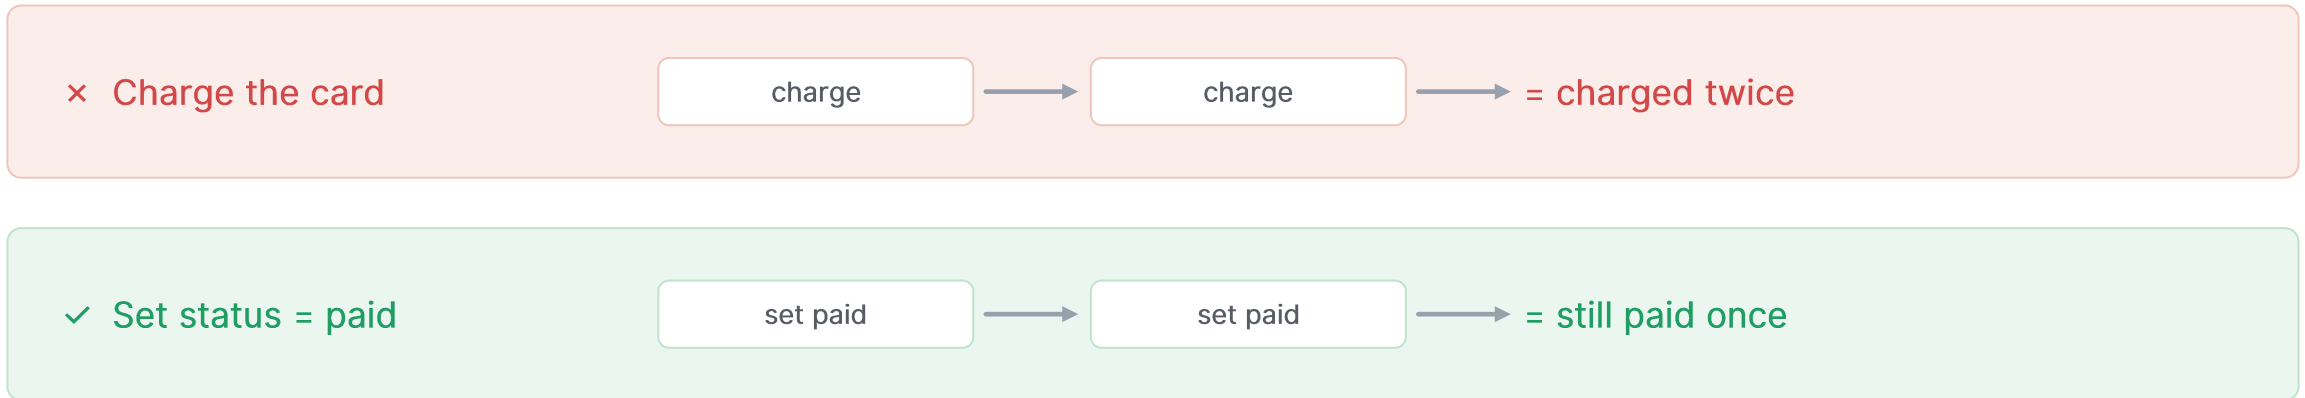 × Charge the card charge charge = charged twice
✓ Set status = paid set paid set paid = still paid once